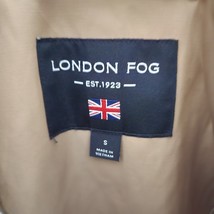 LONDON FOG
EST.1923
S
MADE IN
VIETNAM